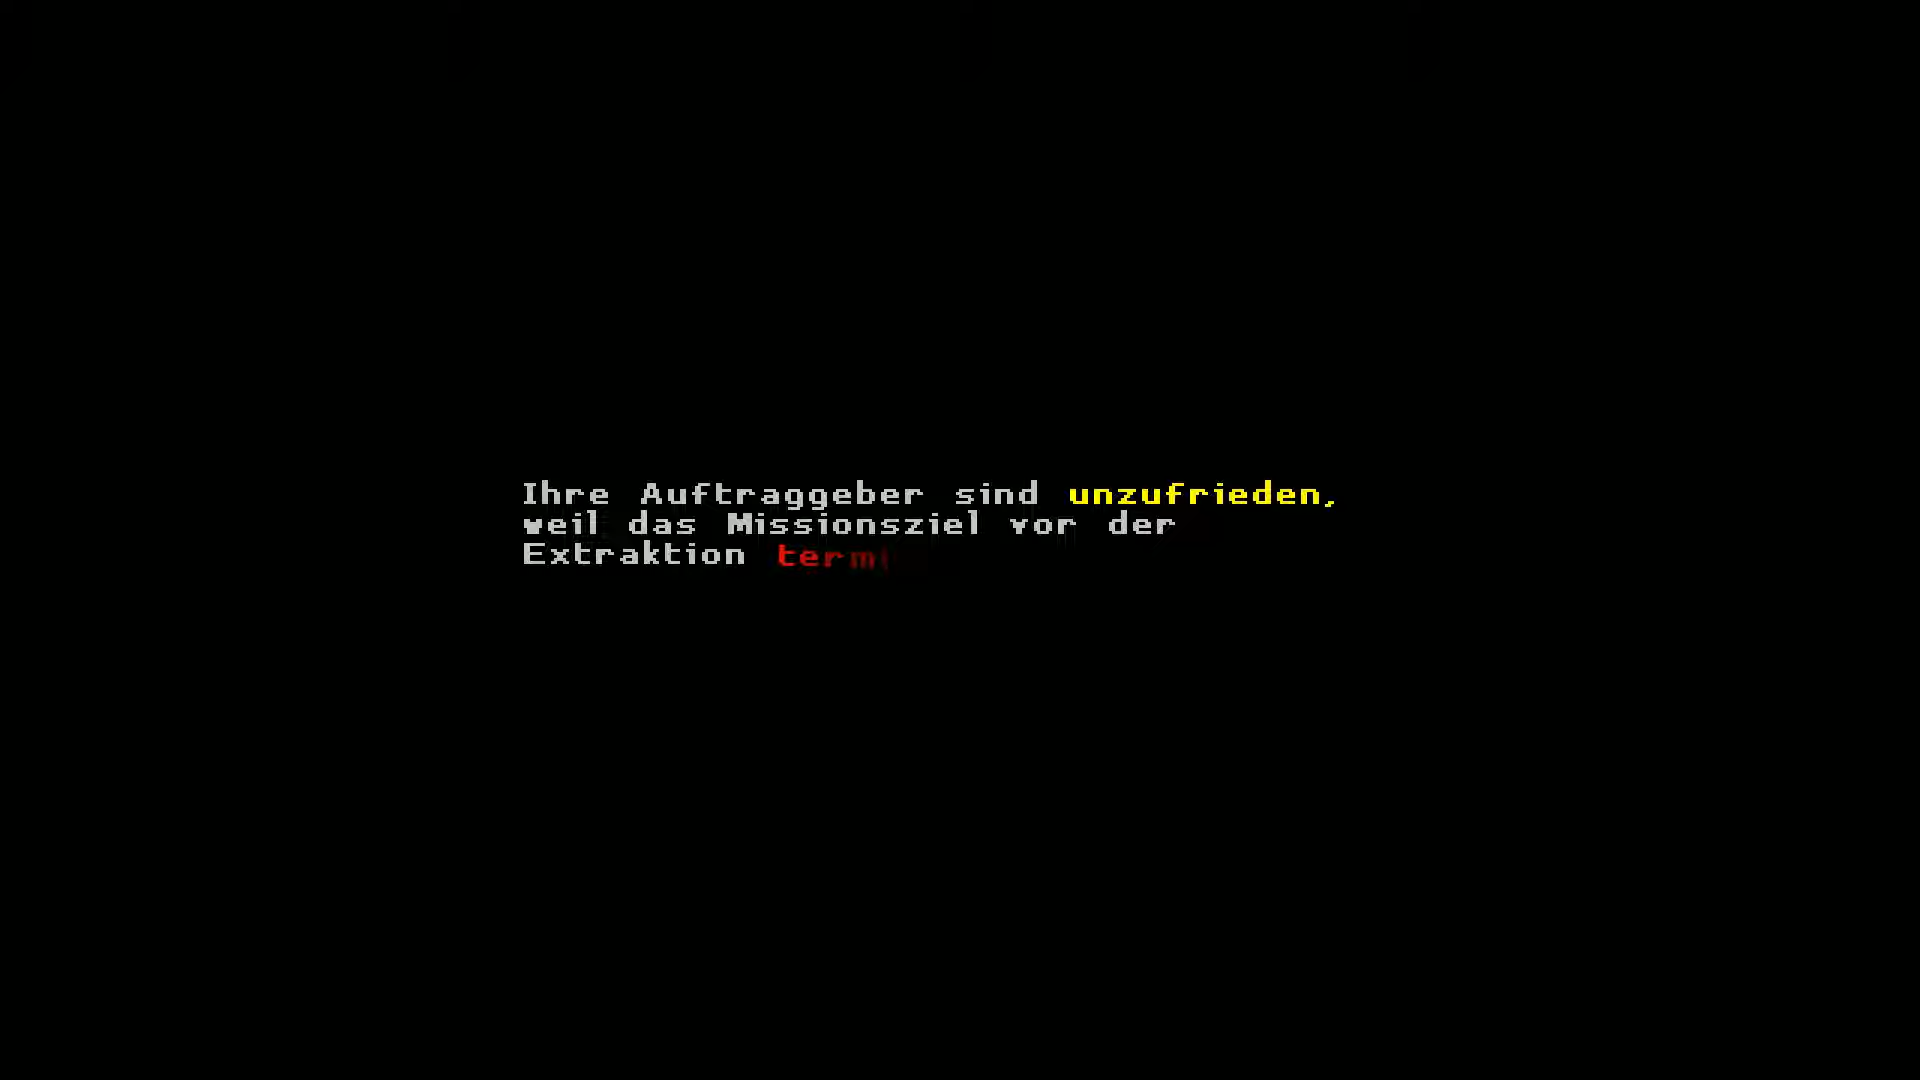 Ihre Auftraggeber sind unzufrieden,
weil das Missionsziel vor der
Extraktion